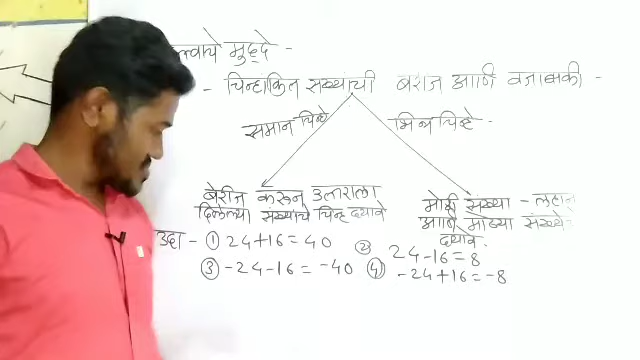 मुद्दे -
- चिन्हांकित संख्यांची बेरीज आणि वजाबाकी -
समान चिन्हे
भिन्न चिन्हे -
बेरीज करून उत्तराला
दिलेल्या संख्यांचे चिन्ह द्यावे
मोठी संख्या - लहान
आणि मोठ्या संख्ये
द्यावे.
उदा - ① 24+16=40
② 24-16=8
③ -24-16=-40
④ -24+16=-8